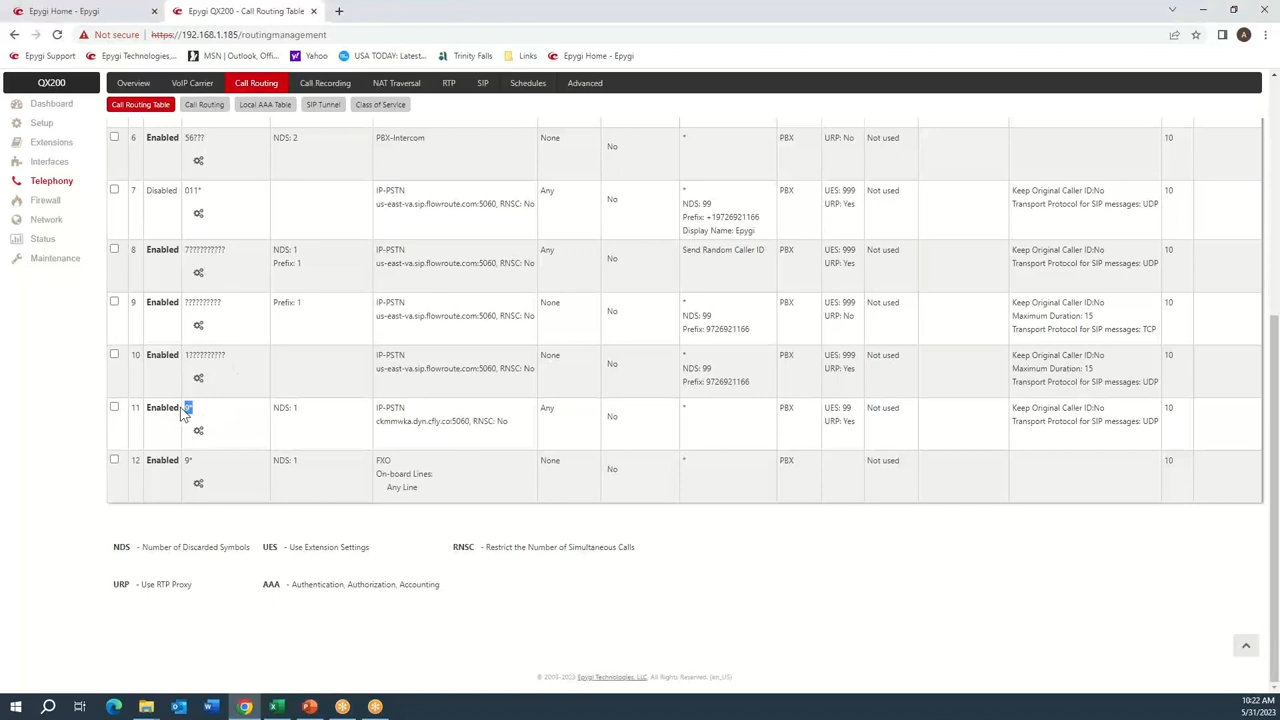 Epygi Home - Epygi
Epygi QX200 - Call Routing Table
Not secure https://192.168.1.185/routingmanagement
A
Epygi Support
Epygi Technologies,...
MSN | Outlook, Offi...
Yahoo
USA TODAY: Latest...
Trinity Falls
Links
Epygi Home - Epygi
QX200
Overview VoIP Carrier Call Routing Call Recording NAT Traversal RTP SIP Schedules Advanced
Call Routing Table Call Routing Local AAA Table SIP Tunnel Class of Service
Dashboard
Setup
Extensions
Interfaces
Telephony
Firewall
Network
Status
Maintenance
6 Enabled 56??? NDS: 2 PBX-Intercom None No * PBX URP: No Not used 10
7 Disabled 011* IP-PSTN Any No * PBX UES: 999 Not used Keep Original Caller ID:No 10
us-east-va.sip.flowroute.com:5060, RNSC: No NDS: 99 URP: Yes Transport Protocol for SIP messages: UDP
Prefix: +19726921166
Display Name: Epygi
8 Enabled 7?????????? NDS: 1 IP-PSTN Any No Send Random Caller ID PBX UES: 999 Not used Keep Original Caller ID:No 10
Prefix: 1 us-east-va.sip.flowroute.com:5060, RNSC: No URP: Yes Transport Protocol for SIP messages: UDP
9 Enabled ?????????? Prefix: 1 IP-PSTN None No * PBX UES: 999 Not used Keep Original Caller ID:No 10
us-east-va.sip.flowroute.com:5060, RNSC: No NDS: 99 URP: No Maximum Duration: 15
Prefix: 9726921166 Transport Protocol for SIP messages: TCP
10 Enabled 1?????????? IP-PSTN None No * PBX UES: 999 Not used Keep Original Caller ID:No 10
us-east-va.sip.flowroute.com:5060, RNSC: No NDS: 99 URP: Yes Maximum Duration: 15
Prefix: 9726921166 Transport Protocol for SIP messages: UDP
11 Enabled NDS: 1 IP-PSTN Any No * PBX UES: 99 Not used Keep Original Caller ID:No 10
ckmmwka.dyn.cfly.co:5060, RNSC: No URP: Yes Transport Protocol for SIP messages: UDP
12 Enabled 9* NDS: 1 FXO None No * PBX Not used 10
On-board Lines:
Any Line
NDS - Number of Discarded Symbols UES - Use Extension Settings RNSC - Restrict the Number of Simultaneous Calls
URP - Use RTP Proxy AAA - Authentication, Authorization, Accounting
© 2003-2023 Epygi Technologies, LLC. All Rights Reserved. (en_US)
10:22 AM
5/31/2023